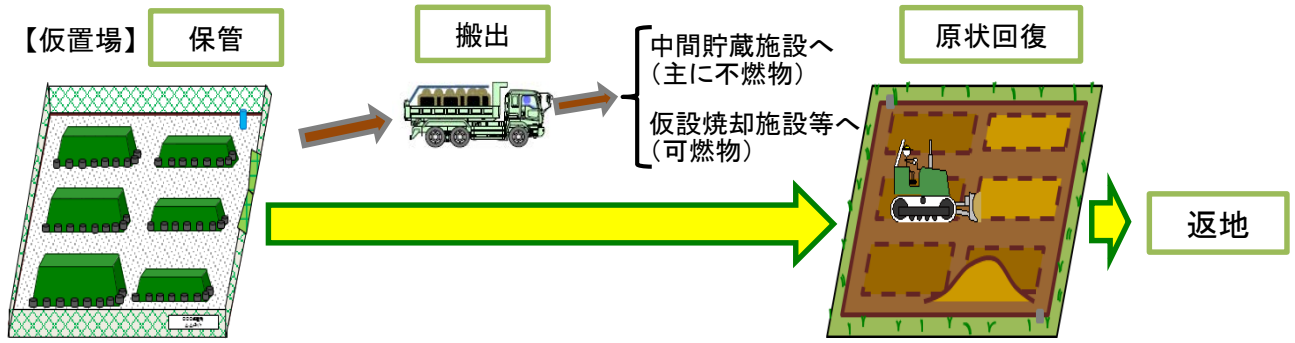 【仮置場】
保管
搬出
中間貯蔵施設へ
(主に不燃物)
仮設焼却施設等へ
(可燃物)
原状回復
返地